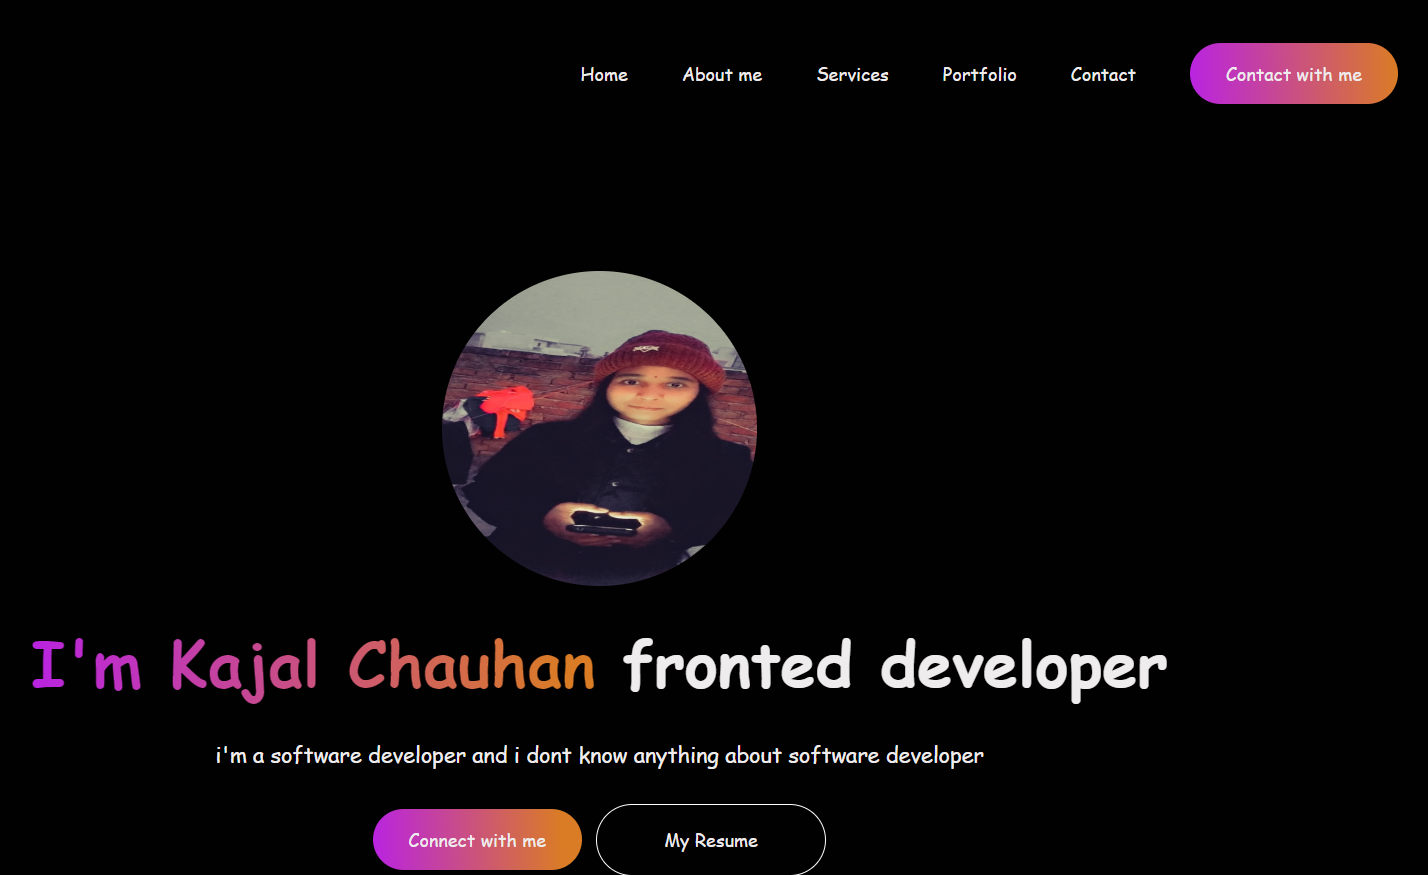 Home About me Services Portfolio Contact Contact with me
I'm Kajal Chauhan fronted developer
i'm a software developer and i dont know anything about software developer
Connect with me My Resume